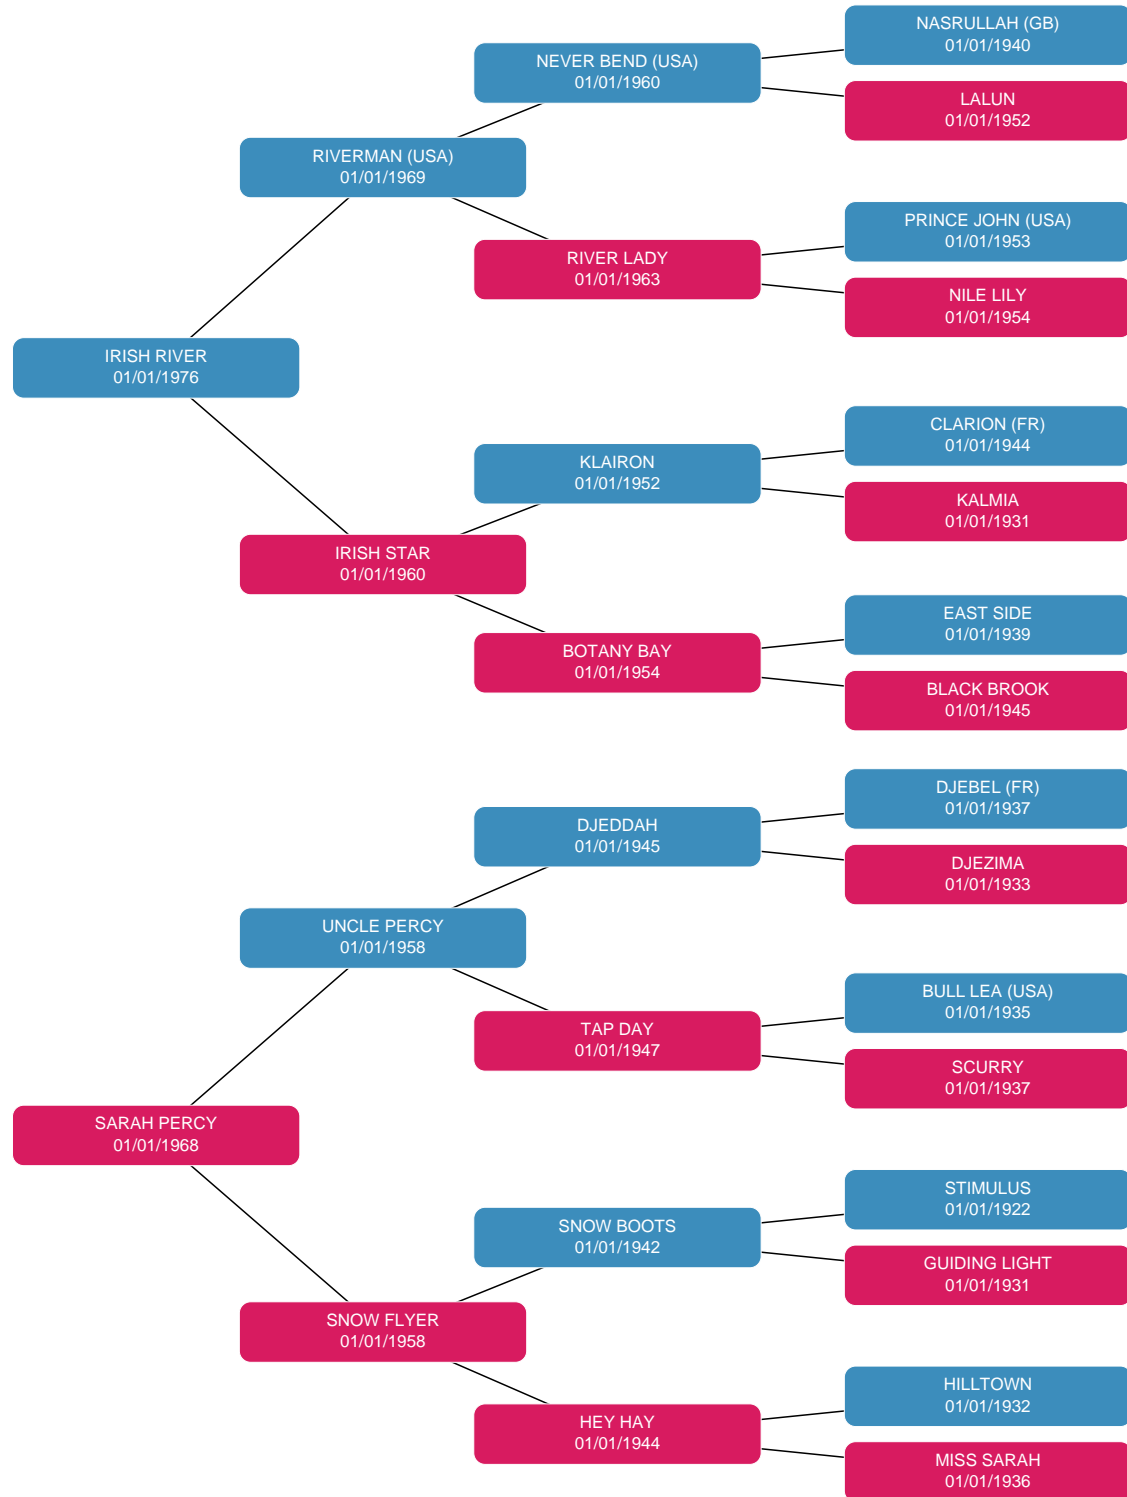 NASRULLAH (GB)
01/01/1940
NEVER BEND (USA)
01/01/1960
LALUN
01/01/1952
RIVERMAN (USA)
01/01/1969
PRINCE JOHN (USA)
01/01/1953
RIVER LADY
01/01/1963
NILE LILY
01/01/1954
IRISH RIVER
01/01/1976
CLARION (FR)
01/01/1944
KLAIRON
01/01/1952
KALMIA
01/01/1931
IRISH STAR
01/01/1960
EAST SIDE
01/01/1939
BOTANY BAY
01/01/1954
BLACK BROOK
01/01/1945
DJEBEL (FR)
01/01/1937
DJEDDAH
01/01/1945
DJEZIMA
01/01/1933
UNCLE PERCY
01/01/1958
BULL LEA (USA)
01/01/1935
TAP DAY
01/01/1947
SCURRY
01/01/1937
SARAH PERCY
01/01/1968
STIMULUS
01/01/1922
SNOW BOOTS
01/01/1942
GUIDING LIGHT
01/01/1931
SNOW FLYER
01/01/1958
HILLTOWN
01/01/1932
HEY HAY
01/01/1944
MISS SARAH
01/01/1936